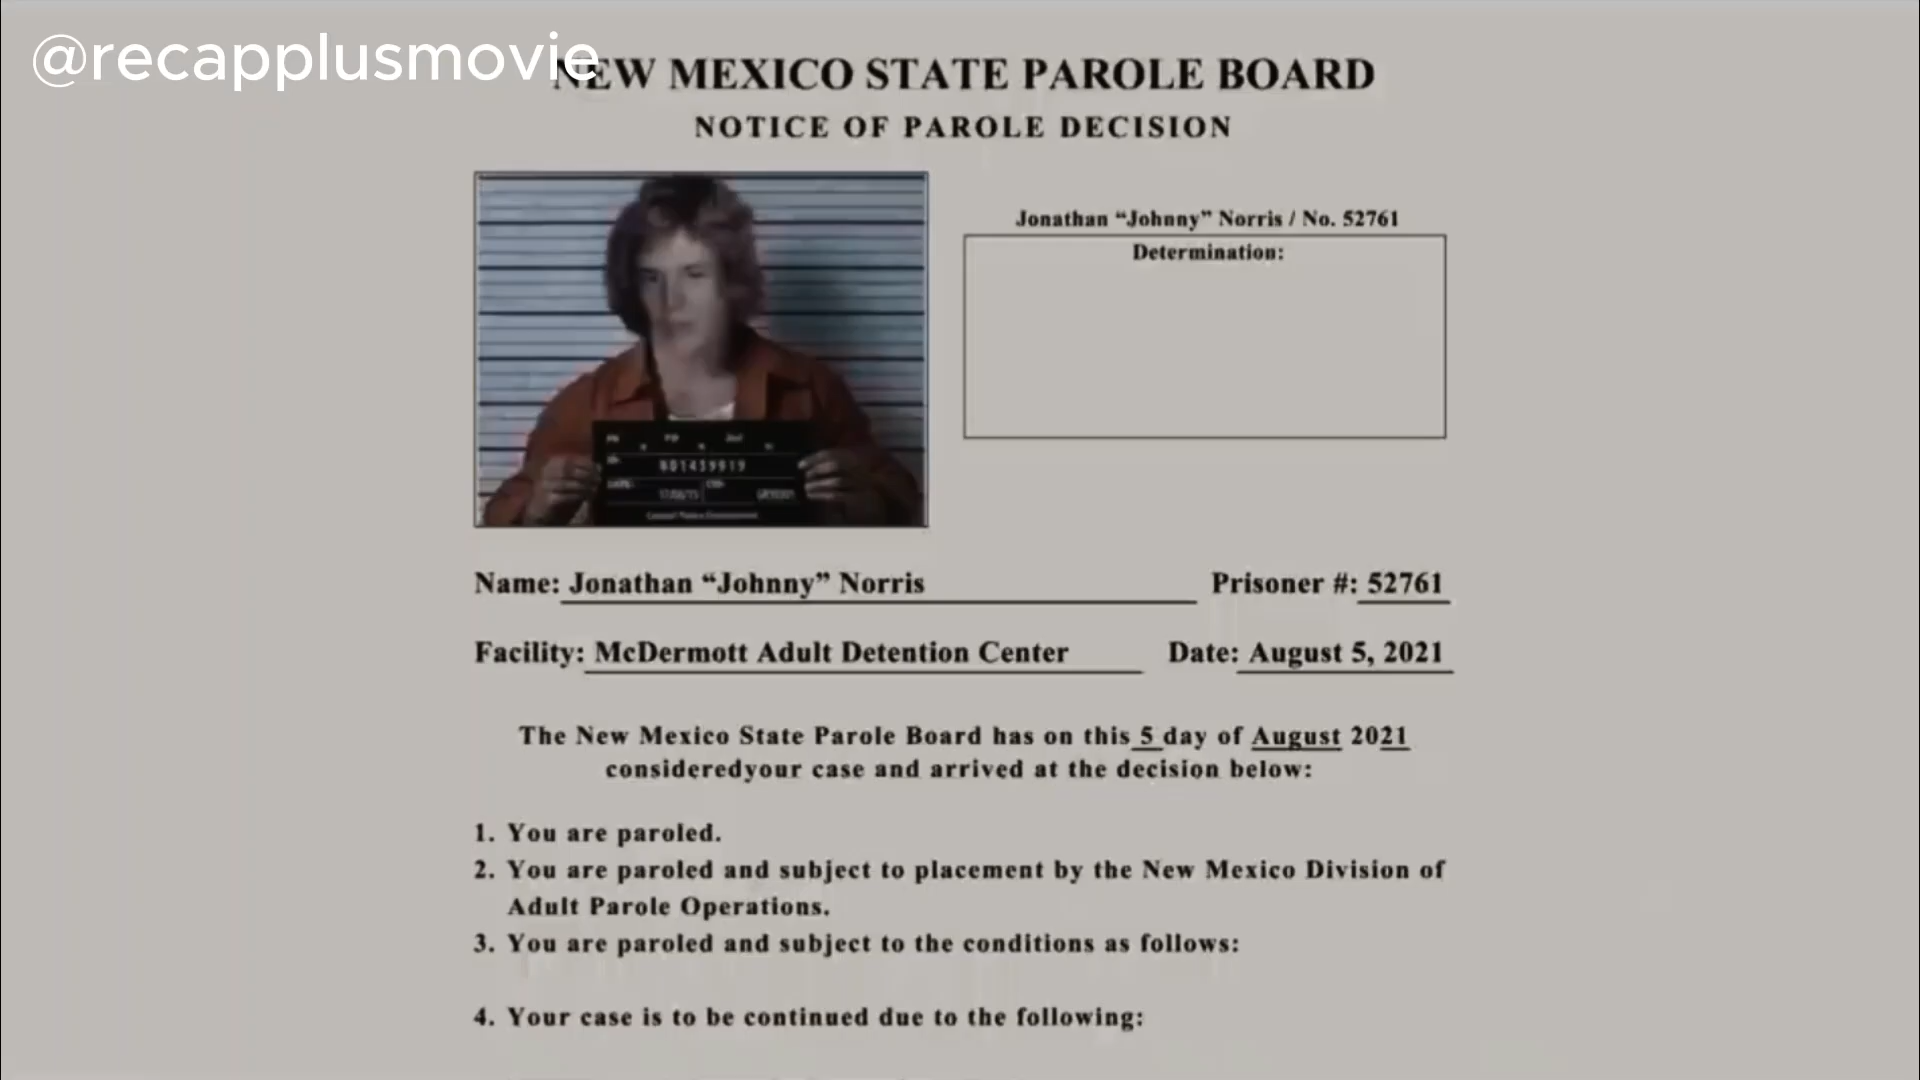 @recapplusmovie
NEW MEXICO STATE PAROLE BOARD
NOTICE OF PAROLE DECISION
Jonathan “Johnny” Norris / No. 52761
Determination:
Name: Jonathan “Johnny” Norris Prisoner #: 52761
Facility: McDermott Adult Detention Center Date: August 5, 2021
The New Mexico State Parole Board has on this 5 day of August 2021
consideredyour case and arrived at the decision below:
1. You are paroled.
2. You are paroled and subject to placement by the New Mexico Division of
Adult Parole Operations.
3. You are paroled and subject to the conditions as follows:
4. Your case is to be continued due to the following: